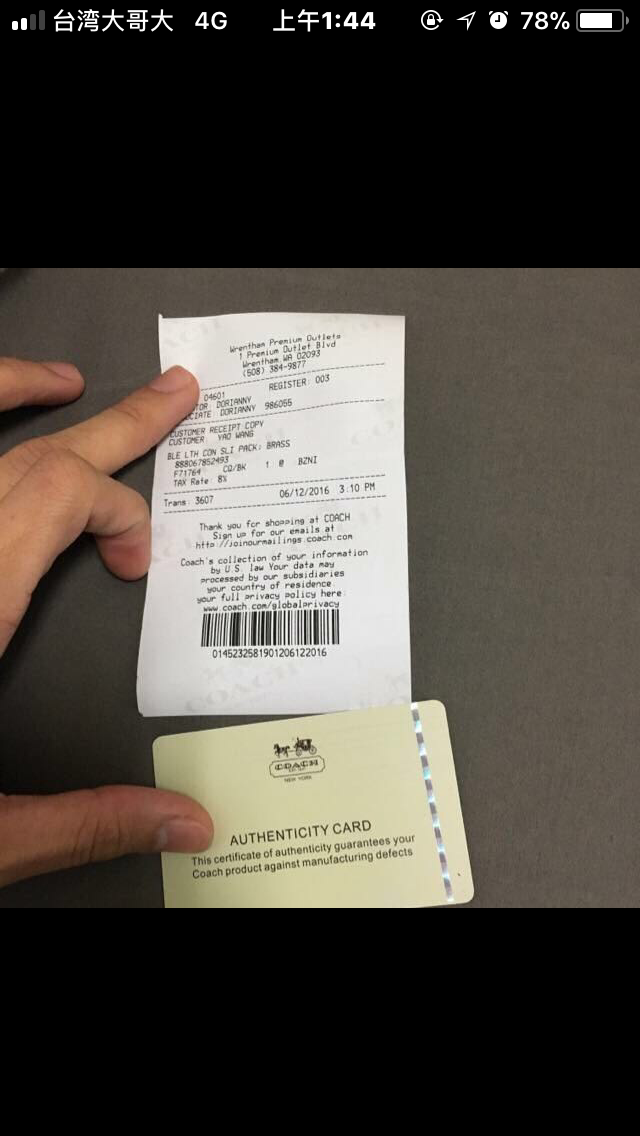 台湾大哥大 4G 上午1:44 78%
Wrentham Premium Outlets
1 Premium Outlet Blvd
Wrentham WA 02093
(508) 384-9877
04601 REGISTER: 003
TOR: DORIANNY
CIATE DORIANNY 986055
CUSTOMER RECEIPT COPY
CUSTOMER YAO WANG
BLE LTH CON SLI PACK; BRASS
888067852493
F71764 CQ/BK 1 @ BZNI
TAX Rate: 8%
Trans: 3607 06/12/2016 3:10 PM
Thank you for shopping at COACH
Sign up for our emails at
http://joinourmailings.coach.com
Coach's collection of your information
by U.S. law Your data may
processed by our subsidiaries
your country of residence.
your full privacy policy here:
www.coach.com/globalprivacy
0145232581901206122016
COACH
NEW YORK
AUTHENTICITY CARD
This certificate of authenticity guarantees your
Coach product against manufacturing defects